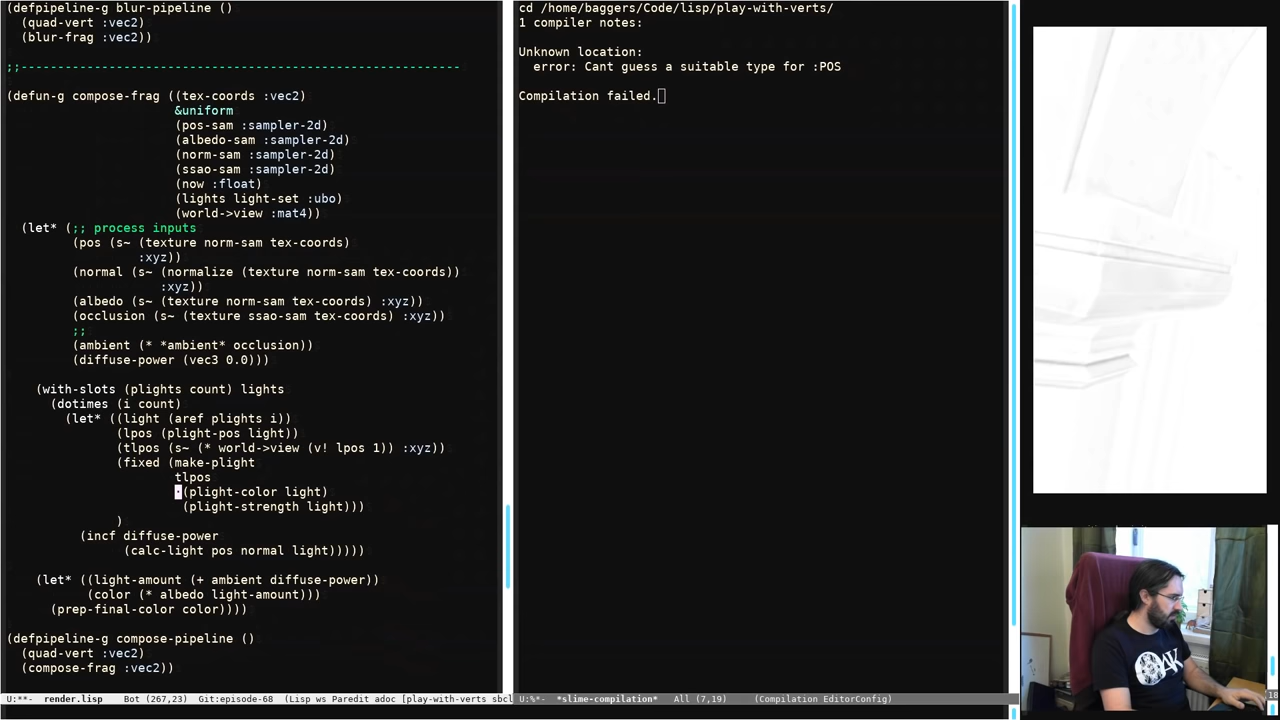 (defpipeline-g blur-pipeline ()
  (quad-vert :vec2)
  (blur-frag :vec2))
;;------------------------------------------------------------
(defun-g compose-frag ((tex-coords :vec2)
                       &uniform
                       (pos-sam :sampler-2d)
                       (albedo-sam :sampler-2d)
                       (norm-sam :sampler-2d)
                       (ssao-sam :sampler-2d)
                       (now :float)
                       (lights light-set :ubo)
                       (world->view :mat4))
  (let* (;; process inputs
         (pos (s~ (texture norm-sam tex-coords)
                  :xyz))
         (normal (s~ (normalize (texture norm-sam tex-coords))
                     :xyz))
         (albedo (s~ (texture norm-sam tex-coords) :xyz))
         (occlusion (s~ (texture ssao-sam tex-coords) :xyz))
         ;;
         (ambient (* *ambient* occlusion))
         (diffuse-power (vec3 0.0)))
    (with-slots (plights count) lights
      (dotimes (i count)
        (let* ((light (aref plights i))
               (lpos (plight-pos light))
               (tlpos (s~ (* world->view (v! lpos 1)) :xyz))
               (fixed (make-plight
                       tlpos
                        (plight-color light)
                        (plight-strength light)))
               )
          (incf diffuse-power
                (calc-light pos normal light)))))
    (let* ((light-amount (+ ambient diffuse-power))
           (color (* albedo light-amount)))
      (prep-final-color color))))
(defpipeline-g compose-pipeline ()
  (quad-vert :vec2)
  (compose-frag :vec2))
U:**-  render.lisp    Bot (267,23)  Git:episode-68  (Lisp ws Paredit adoc [play-with-verts sbcl
cd /home/baggers/Code/lisp/play-with-verts/
1 compiler notes:
Unknown location:
  error: Cant guess a suitable type for :POS
Compilation failed.
U:%*-  *slime-compilation*   All (7,19)     (Compilation EditorConfig)
OAK
18